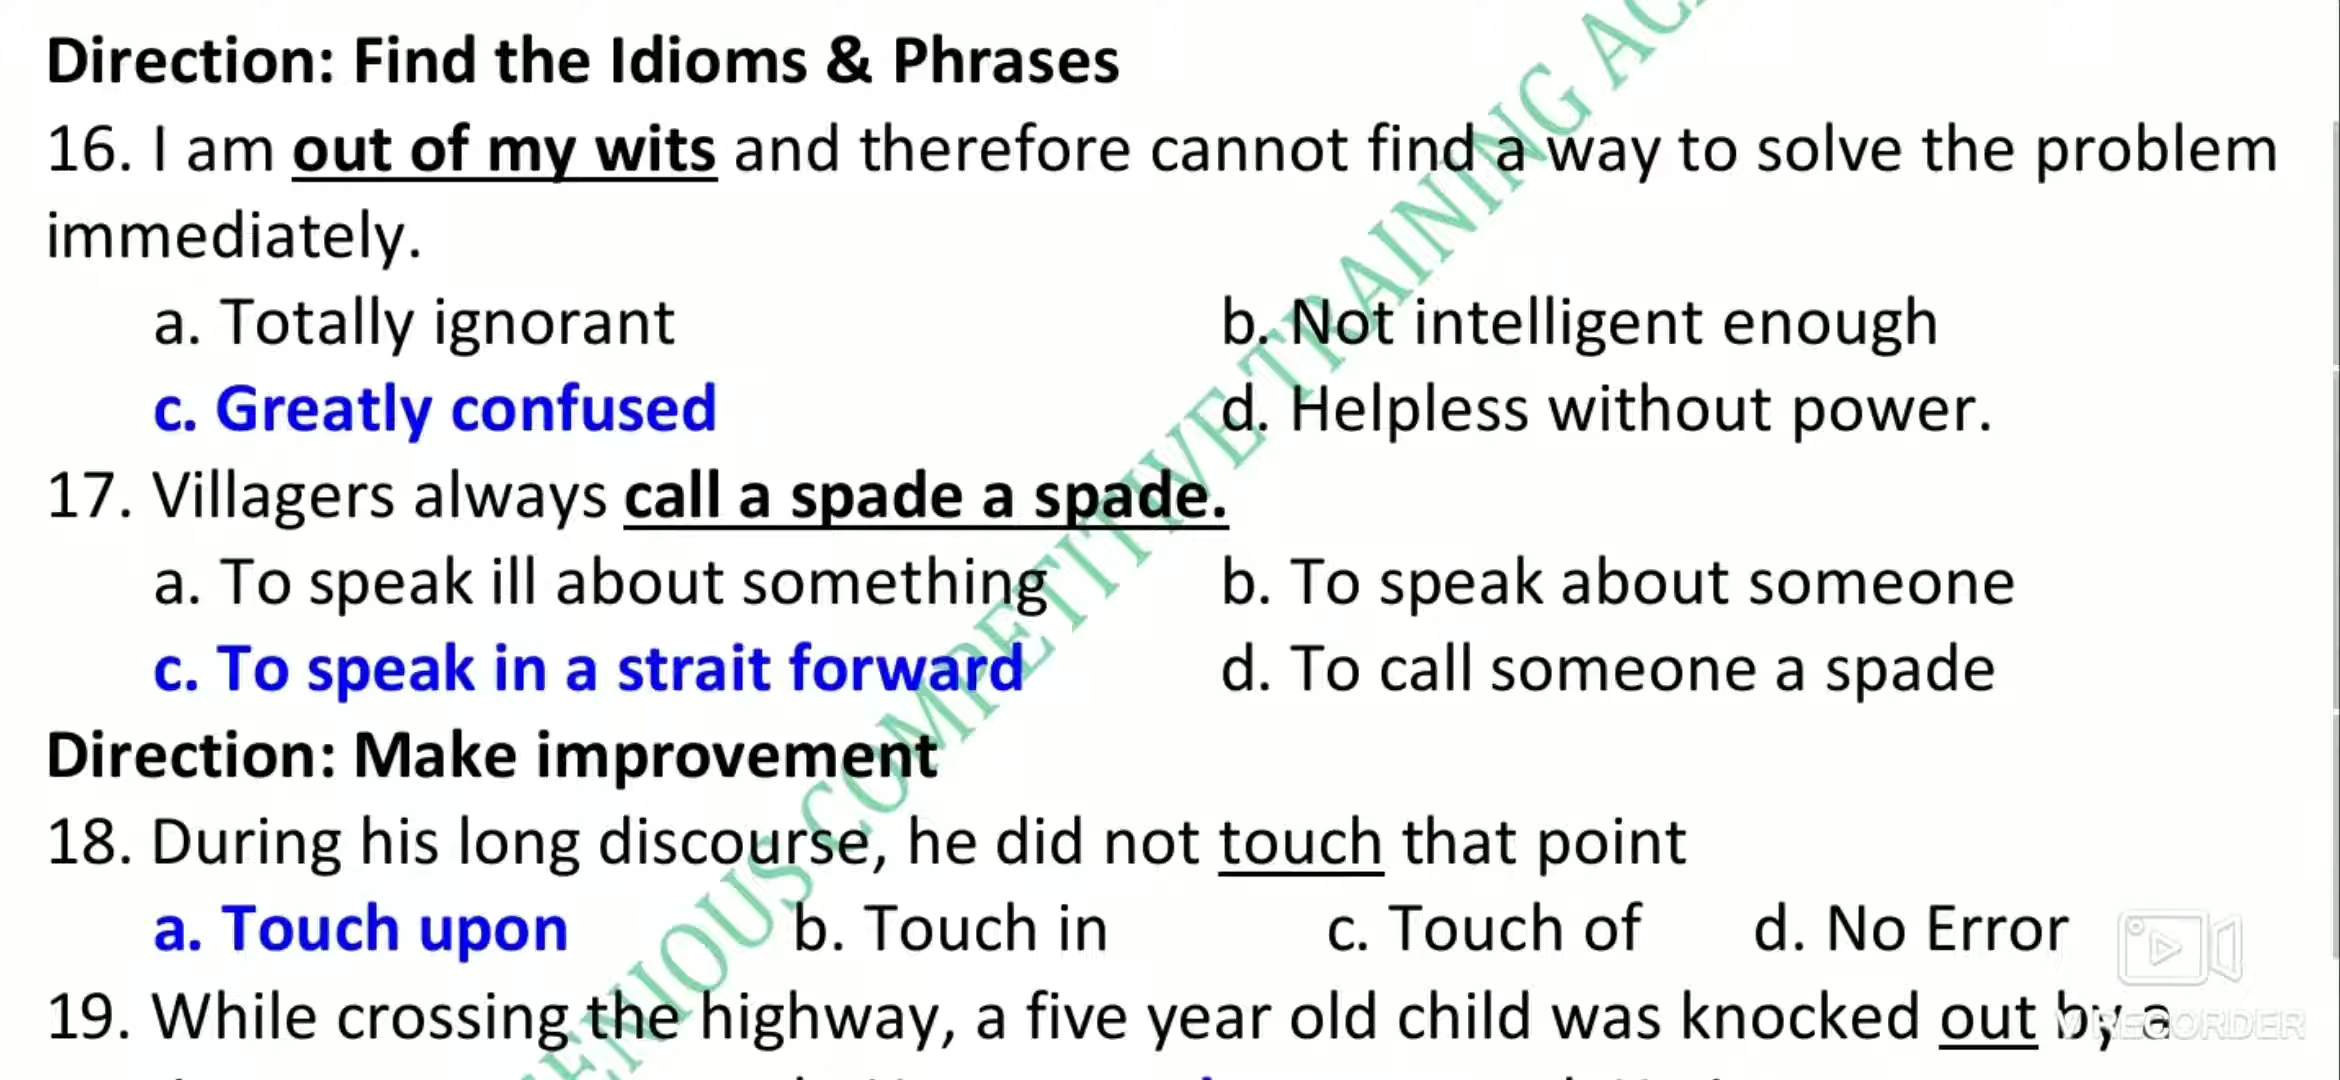 Direction: Find the Idioms & Phrases
16. I am out of my wits and therefore cannot find a way to solve the problem
immediately.
a. Totally ignorant b. Not intelligent enough
c. Greatly confused d. Helpless without power.
17. Villagers always call a spade a spade.
a. To speak ill about something b. To speak about someone
c. To speak in a strait forward d. To call someone a spade
Direction: Make improvement
18. During his long discourse, he did not touch that point
a. Touch upon b. Touch in c. Touch of d. No Error
19. While crossing the highway, a five year old child was knocked out by a
COMPETITIVE TRAINING
RECORDER